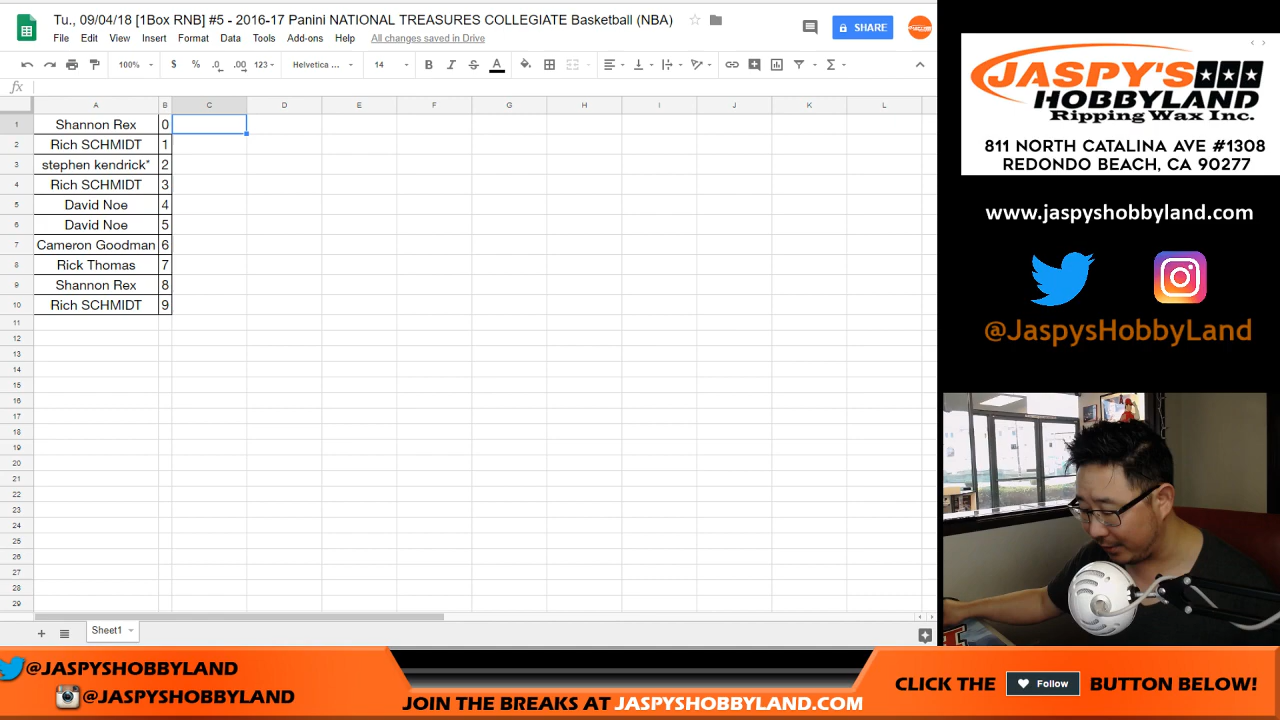 Tu., 09/04/18 [1Box RNB] #5 - 2016-17 Panini NATIONAL TREASURES COLLEGIATE Basketball (NBA)
SHARE
File Edit View Insert Format Data Tools Add-ons Help All changes saved in Drive
100% $ % .0 .00 123 Helvetica ... 14 B I S A
fx
A B C D E F G H I J K L
1 Shannon Rex 0
2 Rich SCHMIDT 1
3 stephen kendrick* 2
4 Rich SCHMIDT 3
5 David Noe 4
6 David Noe 5
7 Cameron Goodman 6
8 Rick Thomas 7
9 Shannon Rex 8
10 Rich SCHMIDT 9
11
12
13
14
15
16
17
18
19
20
21
22
23
24
25
26
27
28
29
Sheet1
JASPY'S
HOBBYLAND
Ripping Wax Inc.
811 NORTH CATALINA AVE #1308
REDONDO BEACH, CA 90277
www.jaspyshobbyland.com
@JaspysHobbyLand
@JASPYSHOBBYLAND
@JASPYSHOBBYLAND
JOIN THE BREAKS AT JASPYSHOBBYLAND.COM
CLICK THE Follow BUTTON BELOW!